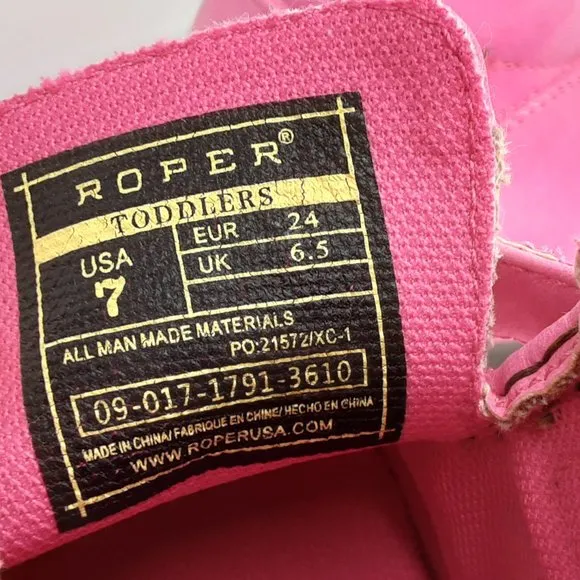 ROPER®
TODDLERS
USA 7
EUR 24
UK 6.5
ALL MAN MADE MATERIALS
PO:21572/XC-1
09-017-1791-3610
MADE IN CHINA/ FABRIQUE EN CHINE/ HECHO EN CHINA
WWW.ROPERUSA.COM